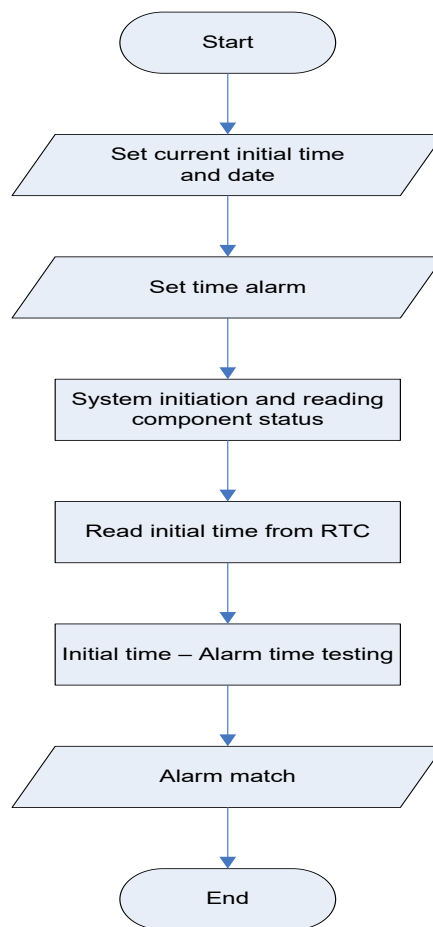 Start
Set current initial time
and date
Set time alarm
System initiation and reading
component status
Read initial time from RTC
Initial time – Alarm time testing
Alarm match
End